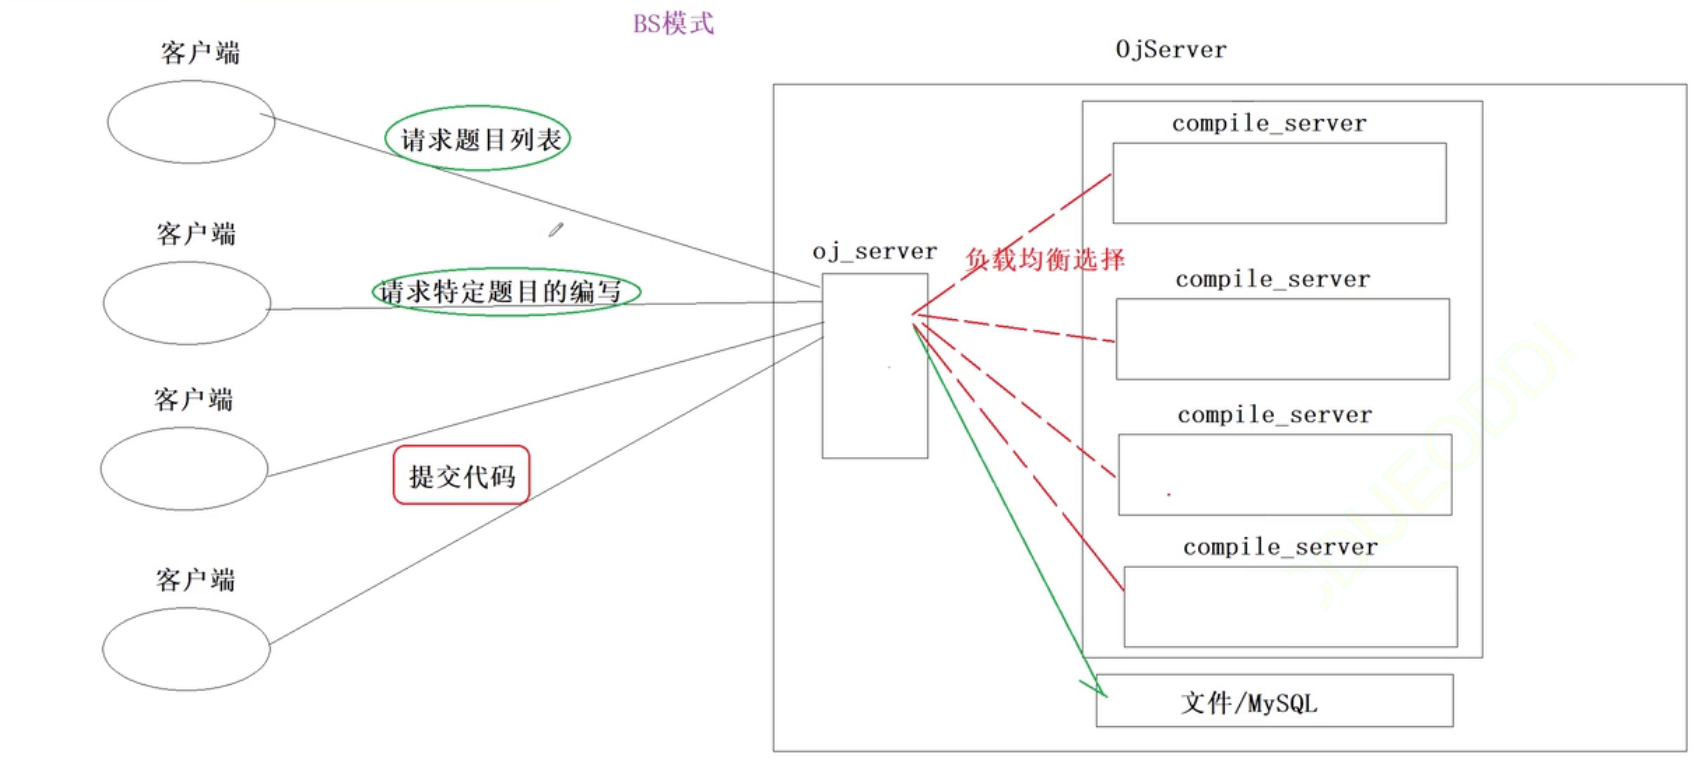 BS模式
OjServer
客户端
请求题目列表
compile_server
客户端
oj_server
负载均衡选择
请求特定题目的编写
compile_server
客户端
compile_server
提交代码
compile_server
客户端
文件/MySQL